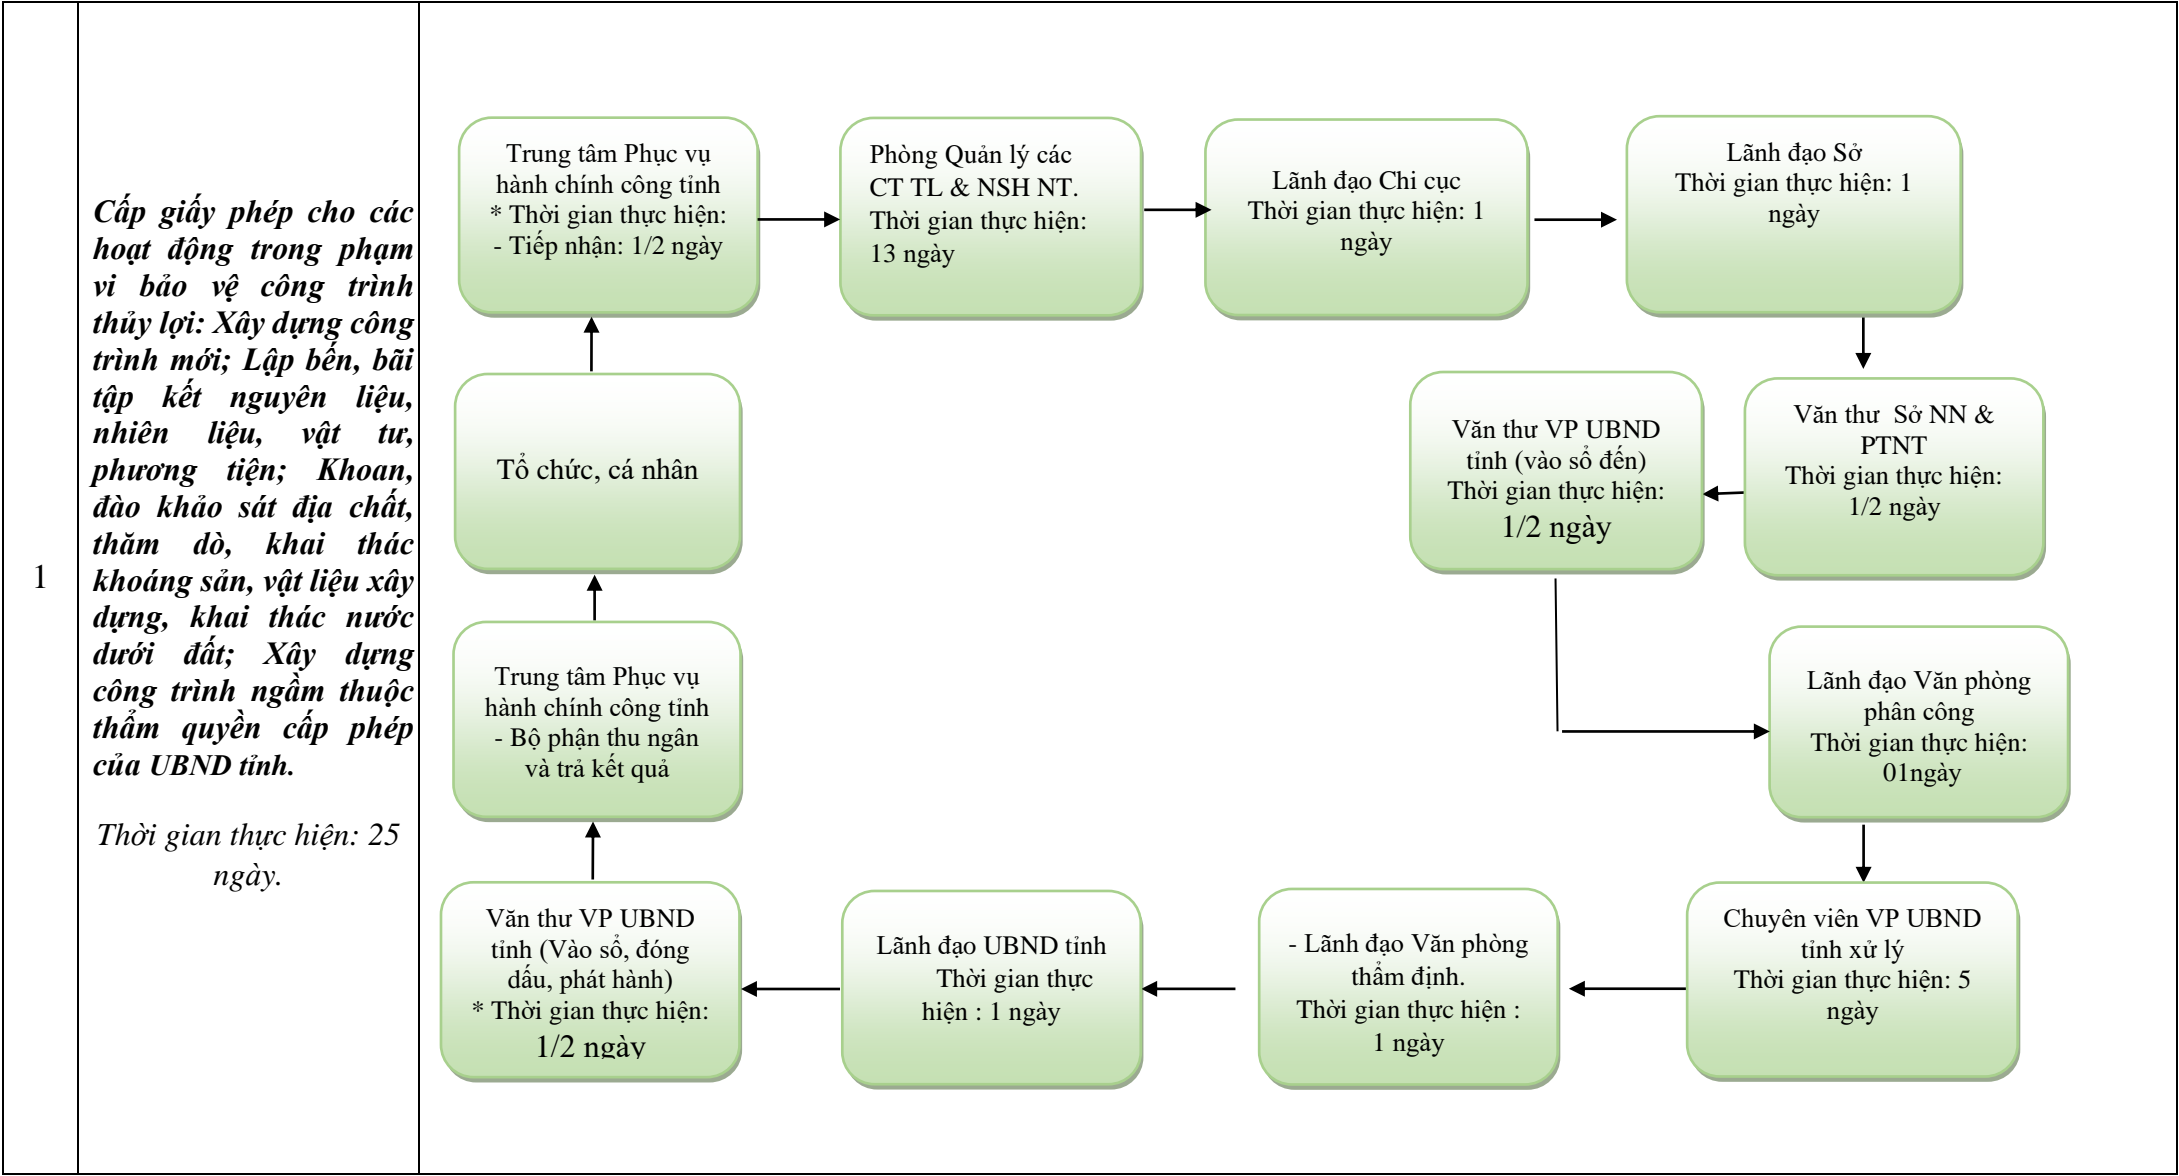 1
Cấp giấy phép cho các
hoạt động trong phạm
vi bảo vệ công trình
thủy lợi: Xây dựng công
trình mới; Lập bến, bãi
tập kết nguyên liệu,
nhiên liệu, vật tư,
phương tiện; Khoan,
đào khảo sát địa chất,
thăm dò, khai thác
khoáng sản, vật liệu xây
dựng, khai thác nước
dưới đất; Xây dựng
công trình ngầm thuộc
thẩm quyền cấp phép
của UBND tỉnh.
Thời gian thực hiện: 25
ngày.
Trung tâm Phục vụ
hành chính công tỉnh
* Thời gian thực hiện:
- Tiếp nhận: 1/2 ngày
Phòng Quản lý các
CT TL & NSH NT.
Thời gian thực hiện:
13 ngày
Lãnh đạo Chi cục
Thời gian thực hiện: 1
ngày
Lãnh đạo Sở
Thời gian thực hiện: 1
ngày
Văn thư Sở NN &
PTNT
Thời gian thực hiện:
1/2 ngày
Văn thư VP UBND
tỉnh (vào sổ đến)
Thời gian thực hiện:
1/2 ngày
Lãnh đạo Văn phòng
phân công
Thời gian thực hiện:
01ngày
Chuyên viên VP UBND
tỉnh xử lý
Thời gian thực hiện: 5
ngày
- Lãnh đạo Văn phòng
thẩm định.
Thời gian thực hiện :
1 ngày
Lãnh đạo UBND tỉnh
Thời gian thực
hiện : 1 ngày
Văn thư VP UBND
tỉnh (Vào sổ, đóng
dấu, phát hành)
* Thời gian thực hiện:
1/2 ngày
Trung tâm Phục vụ
hành chính công tỉnh
- Bộ phận thu ngân
và trả kết quả
Tổ chức, cá nhân